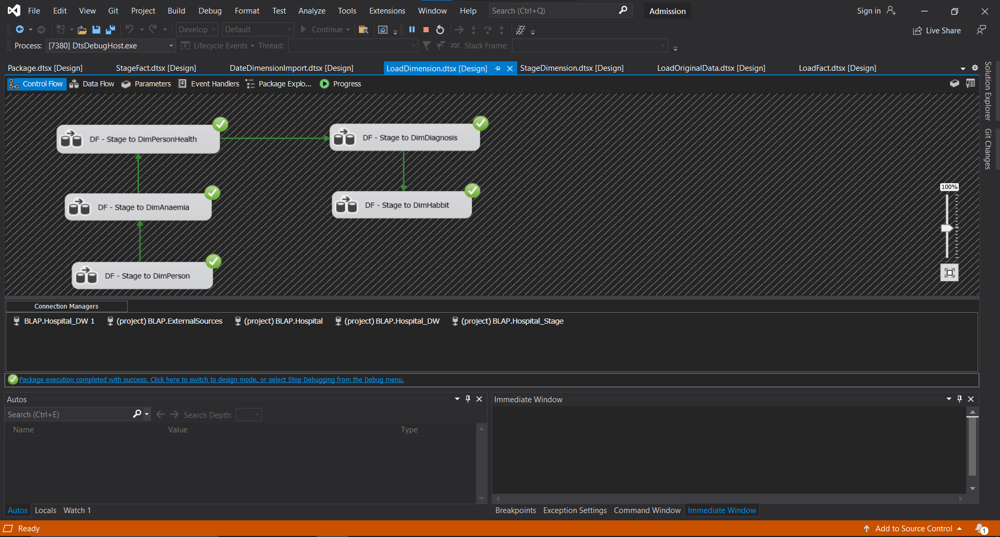 File Edit View Git Project Build Debug Format Test Analyze Tools Extensions Window Help Search (Ctrl+Q) Admission Sign in
Develop Default Continue Live Share
Process: [7380] DtsDebugHost.exe Lifecycle Events Thread: Stack Frame:
Package.dtsx [Design] StageFact.dtsx [Design] DateDimensionImport.dtsx [Design] LoadDimension.dtsx [Design] StageDimension.dtsx [Design] LoadOriginalData.dtsx [Design] LoadFact.dtsx [Design]
Control Flow Data Flow Parameters Event Handlers Package Explo... Progress
Solution Explorer
Git Changes
DF - Stage to DimPersonHealth
DF - Stage to DimDiagnosis
DF - Stage to DimAnaemia
DF - Stage to DimHabbit
DF - Stage to DimPerson
100%
Connection Managers
BLAP.Hospital_DW 1 (project) BLAP.ExternalSources (project) BLAP.Hospital (project) BLAP.Hospital_DW (project) BLAP.Hospital_Stage
Package execution completed with success. Click here to switch to design mode, or select Stop Debugging from the Debug menu.
Autos
Search (Ctrl+E) Search Depth:
Name Value Type
Autos Locals Watch 1
Immediate Window
Breakpoints Exception Settings Command Window Immediate Window
Ready Add to Source Control 1